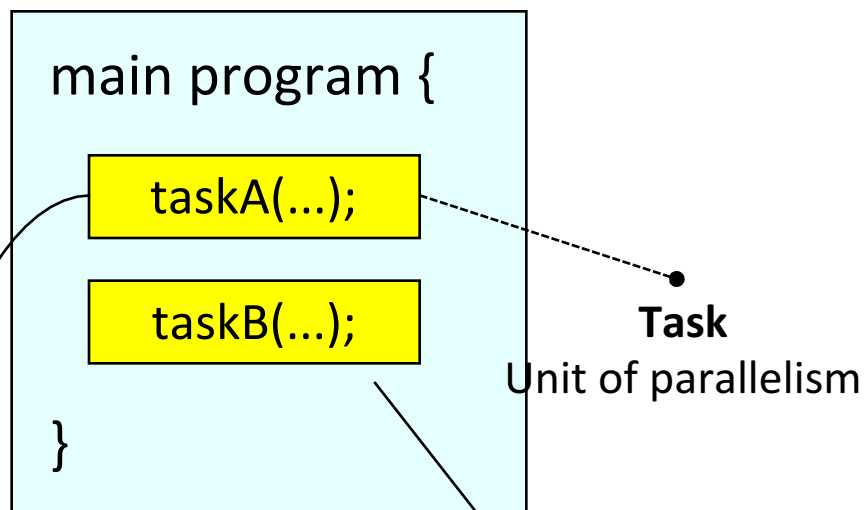 main program {
taskA(...);
taskB(...);
Task
Unit of parallelism
}